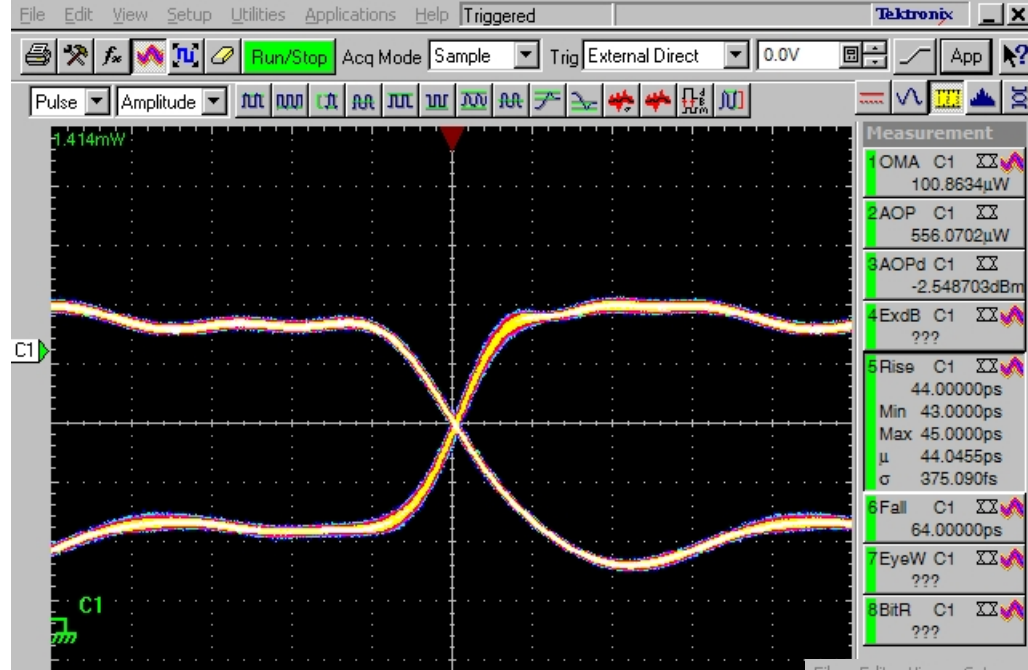 File Edit View Setup Utilities Applications Help Triggered Tektronix
Run/Stop Acq Mode Sample Trig External Direct 0.0V App
Pulse Amplitude
1.414mW
Measurement
1 OMA C1
100.8634µW
2 AOP C1
556.0702µW
3 AOPd C1
-2.548703dBm
4 ExdB C1
???
5 Rise C1
44.00000ps
Min 43.0000ps
Max 45.0000ps
µ 44.0455ps
σ 375.090fs
6 Fall C1
64.00000ps
7 EyeW C1
???
8 BitR C1
???
C1
C1